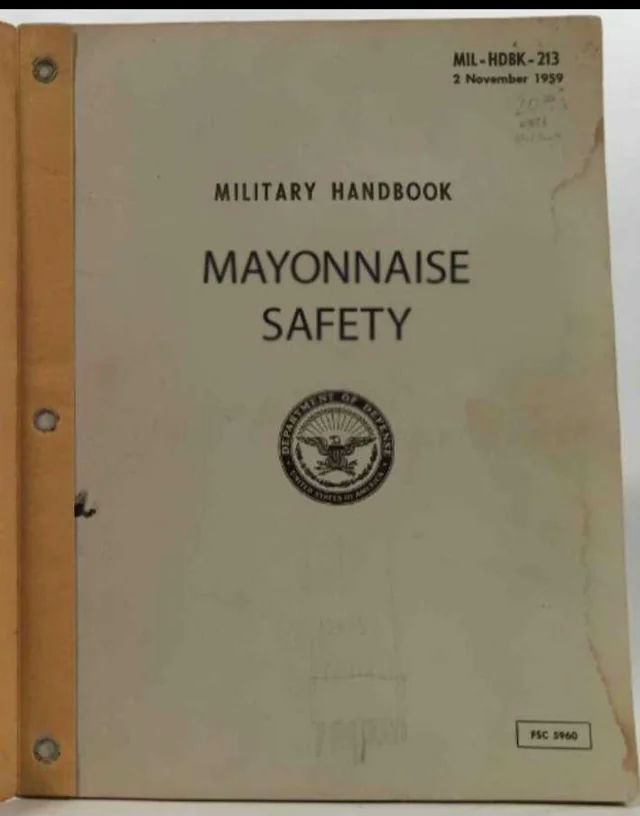 MIL-HDBK-213
2 November 1959
MILITARY HANDBOOK
MAYONNAISE
SAFETY
DEPARTMENT OF DEFENSE
UNITED STATES OF AMERICA
FSC 5960